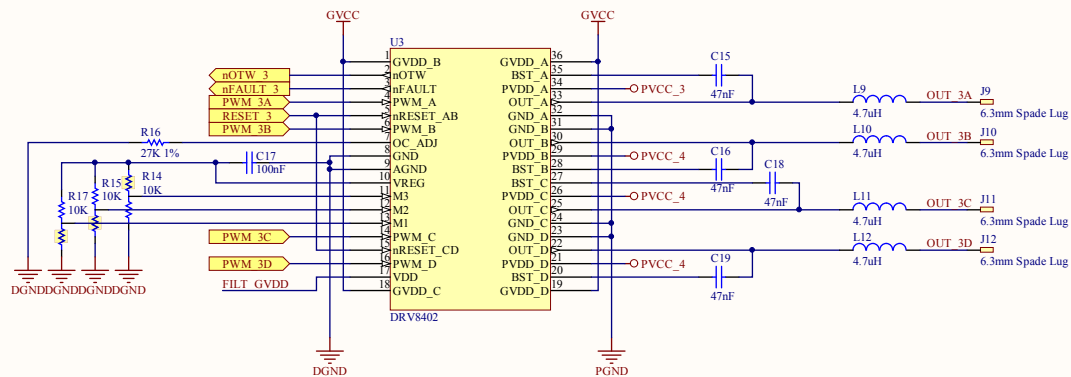 GVCC
GVCC
U3
1 GVDD_B
2 nOTW
3 nFAULT
4 PWM_A
5 nRESET_AB
6 PWM_B
7 OC_ADJ
8 GND
9 AGND
10 VREG
11 M3
12 M2
13 M1
14 PWM_C
15 nRESET_CD
16 PWM_D
17 VDD
18 GVDD_C
GVDD_A 36
BST_A 35
PVDD_A 34
OUT_A 33
GND_A 32
GND_B 31
OUT_B 30
PVDD_B 29
BST_B 28
BST_C 27
PVDD_C 26
OUT_C 25
GND_C 24
GND_D 23
OUT_D 22
PVDD_D 21
BST_D 20
GVDD_D 19
DRV8402
nOTW_3
nFAULT_3
PWM_3A
RESET_3
PWM_3B
R16
27K 1%
C17
100nF
R14
10K
R15
10K
R17
10K
PWM_3C
PWM_3D
FILT_GVDD
DGND
DGND
DGND
DGND
DGND
PGND
C15
47nF
PVCC_3
L9
4.7uH
OUT_3A
J9
6.3mm Spade Lug
L10
4.7uH
OUT_3B
J10
6.3mm Spade Lug
PVCC_4
C16
47nF
C18
47nF
PVCC_4
L11
4.7uH
OUT_3C
J11
6.3mm Spade Lug
L12
4.7uH
OUT_3D
J12
6.3mm Spade Lug
PVCC_4
C19
47nF